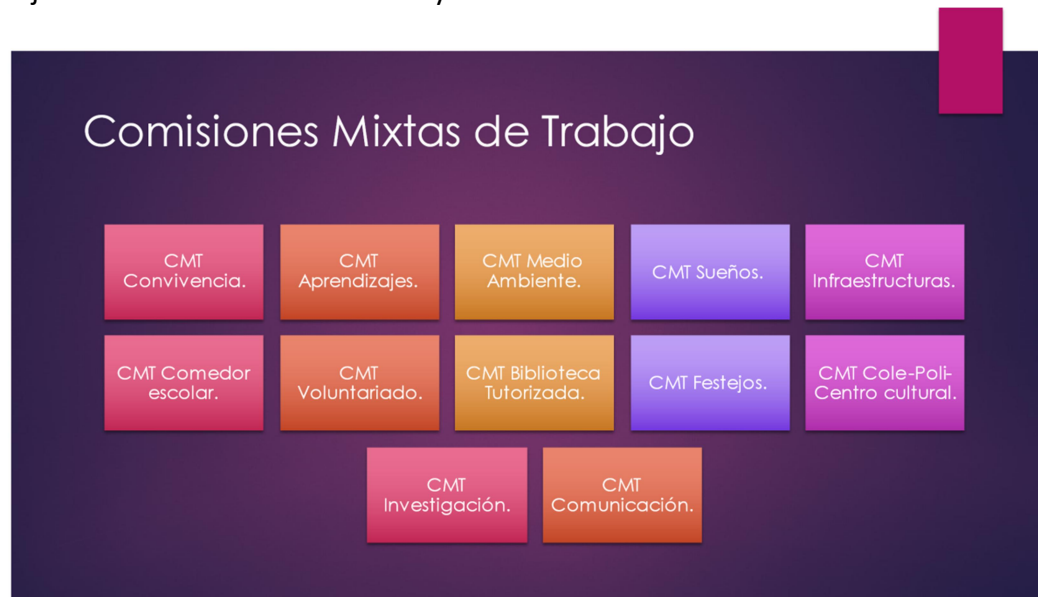 Comisiones Mixtas de Trabajo
CMT
Convivencia.
CMT
Aprendizajes.
CMT Medio
Ambiente.
CMT Sueños.
CMT
Infraestructuras.
CMT Comedor
escolar.
CMT
Voluntariado.
CMT Biblioteca
Tutorizada.
CMT Festejos.
CMT Cole-Poli-
Centro cultural.
CMT
Investigación.
CMT
Comunicación.